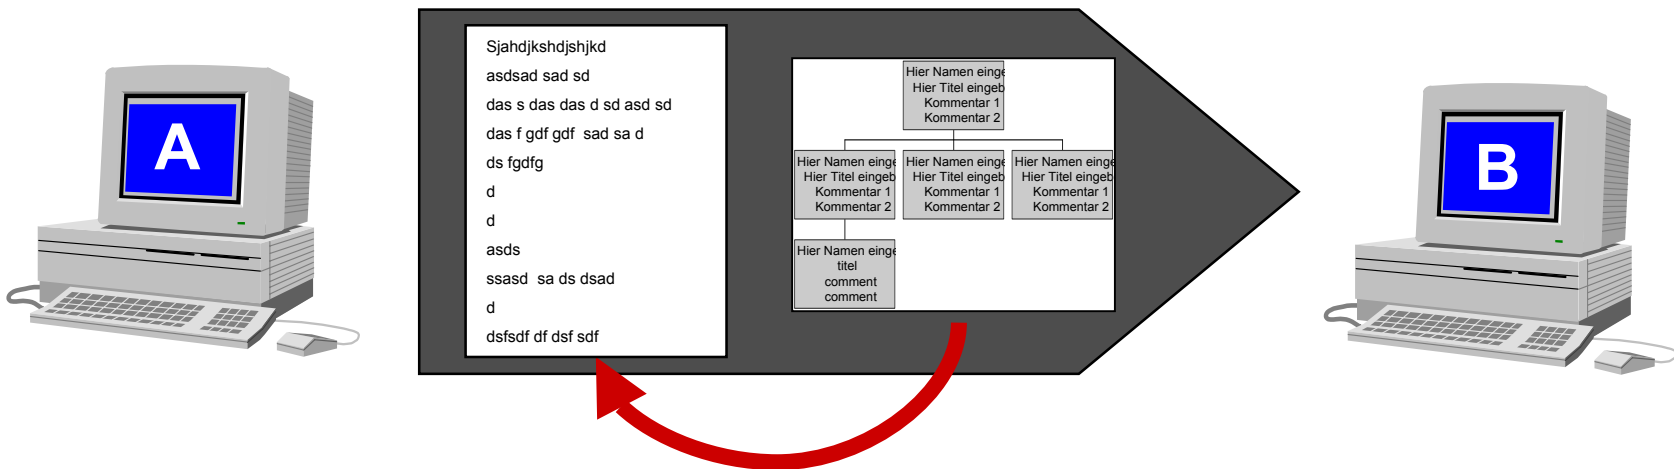 A
Sjahdjkshdjshjkd
asdsad sad sd
das s das das d sd asd sd
das f gdf gdf  sad sa d
ds fgdfg
d
d
asds
ssasd  sa ds dsad
d
dsfsdf df dsf sdf
Hier Namen einge
Hier Titel eingeb
Kommentar 1
Kommentar 2
Hier Namen einge
Hier Titel eingeb
Kommentar 1
Kommentar 2
Hier Namen einge
Hier Titel eingeb
Kommentar 1
Kommentar 2
Hier Namen einge
Hier Titel eingeb
Kommentar 1
Kommentar 2
Hier Namen einge
titel
comment
comment
B